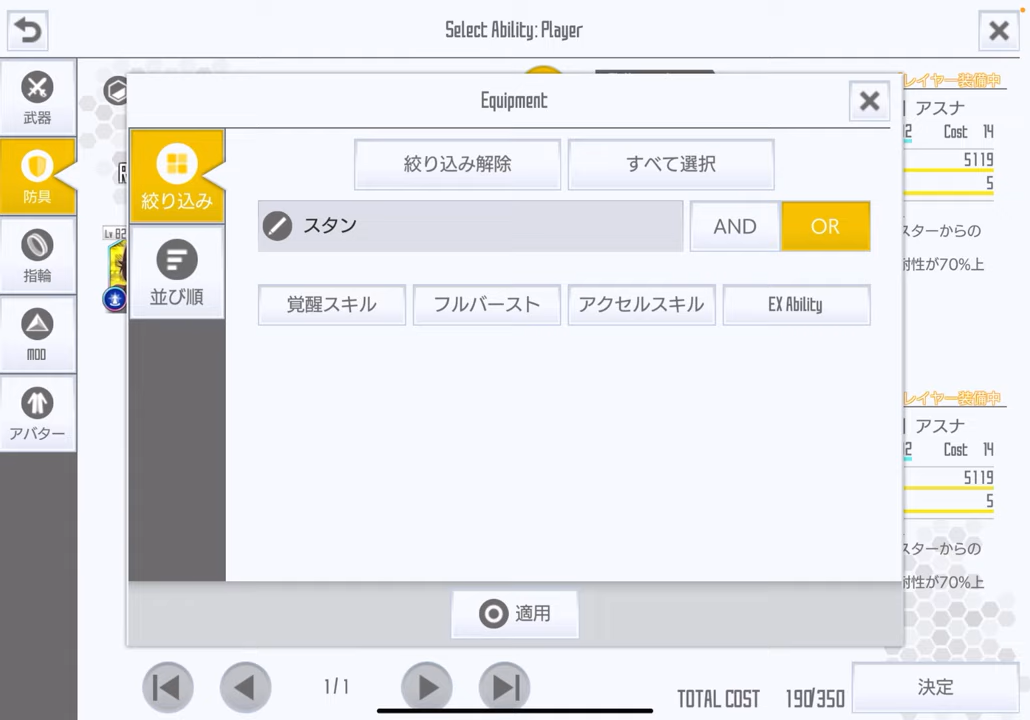 Select Ability: Player
武器
防具
指輪
MOD
アバター
Equipment
絞り込み
並び順
絞り込み解除
すべて選択
スタン
AND
OR
覚醒スキル
フルバースト
アクセルスキル
EX Ability
適用
Lv 82
レイヤー装備中
アスナ
2 Cost 14
5119
5
スターからの
耐性が70%上
レイヤー装備中
アスナ
2 Cost 14
5119
5
スターからの
耐性が70%上
1/1
TOTAL COST 190/350
決定